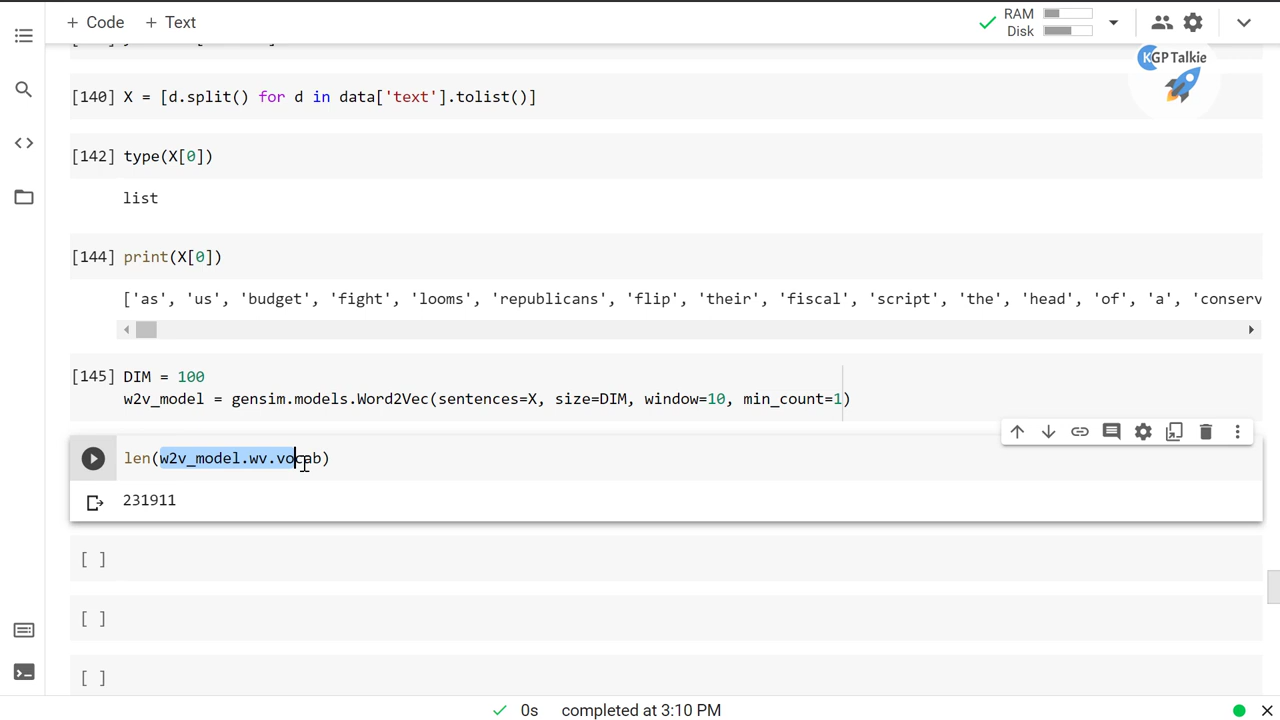 + Code + Text
RAM
Disk
KGP Talkie
[140] X = [d.split() for d in data['text'].tolist()]
[142] type(X[0])
list
[144] print(X[0])
['as', 'us', 'budget', 'fight', 'looms', 'republicans', 'flip', 'their', 'fiscal', 'script', 'the', 'head', 'of', 'a', 'conserv
[145] DIM = 100
w2v_model = gensim.models.Word2Vec(sentences=X, size=DIM, window=10, min_count=1)
len(w2v_model.wv.vocab)
231911
[ ]
[ ]
[ ]
0s completed at 3:10 PM